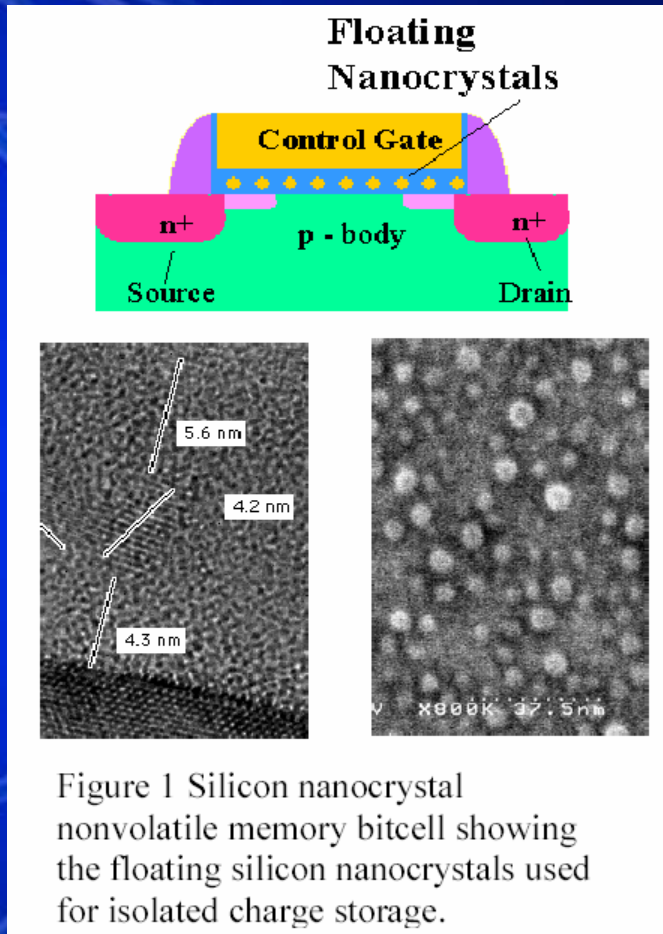 Floating
Nanocrystals
Control Gate
n+
n+
p - body
Source
Drain
5.6 nm
4.2 nm
4.3 nm
X800K 37.5nm
Figure 1 Silicon nanocrystal
nonvolatile memory bitcell showing
the floating silicon nanocrystals used
for isolated charge storage.